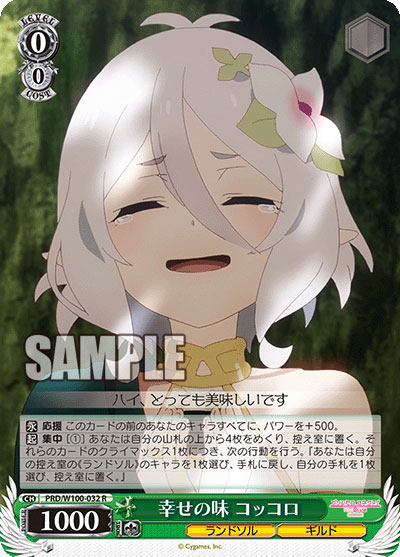 LEVEL
0
0
COST
SAMPLE
ハイ、とっても美味しいです
永 応援 このカードの前のあなたのキャラすべてに、パワーを＋500。
起 集中 [①] あなたは自分の山札の上から4枚をめくり、控え室に置く。そ
れらのカードのクライマックス1枚につき、次の行動を行う。『あなたは自分
の控え室の《ランドソル》のキャラを1枚選び、手札に戻し、自分の手札を1枚
選び、控え室に置く。』
CH PRD/W100-032 R
1000
幸せの味 コッコロ
ランドソル ギルド
© Cygames, Inc.